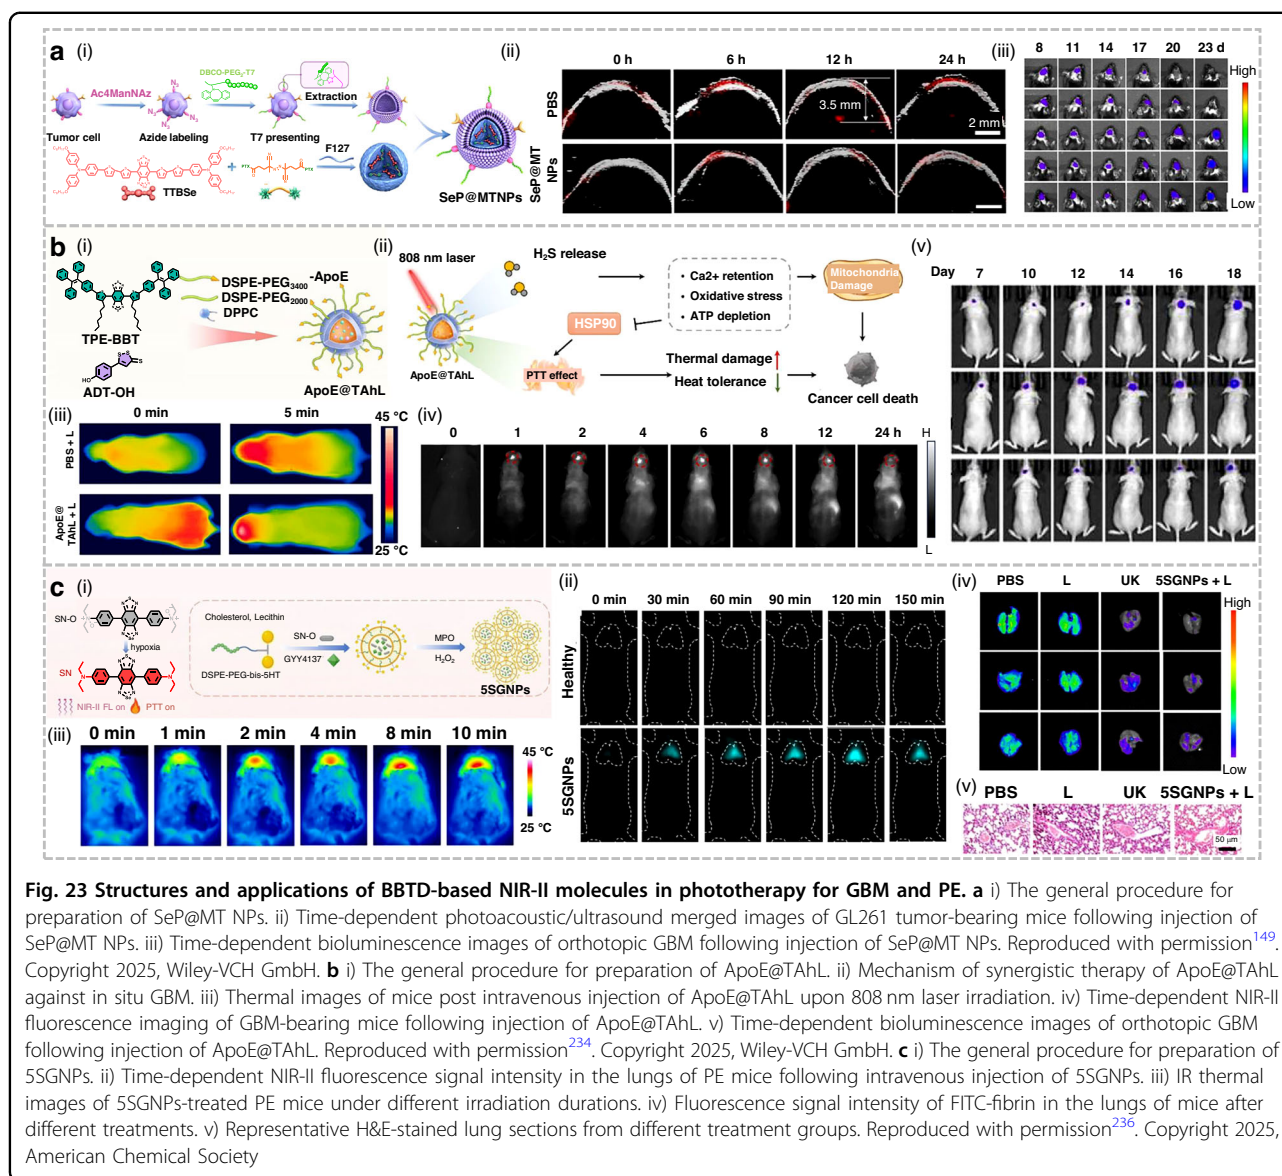 a (i)
Ac4ManNAz
DBCO-PEG4-T7
N3
N3
N3
N3
Extraction
Tumor cell
Azide labeling
T7 presenting
TTBSe
+
PTX
PTX
F127
SeP@MTNPs
(ii)
0 h 6 h 12 h 24 h
PBS
3.5 mm
2 mm
SeP@MT
NPs
(iii)
8 11 14 17 20 23 d
High
Low
b (i)
TPE-BBT
ADT-OH
HO
DSPE-PEG3400
-ApoE
DSPE-PEG2000
DPPC
ApoE@TAhL
(ii)
808 nm laser
ApoE@TAhL
H2S release
• Ca2+ retention
• Oxidative stress
• ATP depletion
Mitochondria
Damage
HSP90
PTT effect
Thermal damage
Heat tolerance
Cancer cell death
(iii)
0 min 5 min
PBS + L
ApoE@
TAhL + L
45 °C
25 °C
(iv)
0 1 2 4 6 8 12 24 h
H
L
(v)
Day 7 10 12 14 16 18
c (i)
SN-O
hypoxia
SN
NIR-II FL on PTT on
Cholesterol, Lecithin
DSPE-PEG-bis-5HT
SN-O
GYY4137
MPO
H2O2
5SGNPs
(ii)
0 min 30 min 60 min 90 min 120 min 150 min
Healthy
5SGNPs
(iii)
0 min 1 min 2 min 4 min 8 min 10 min
45 °C
25 °C
(iv)
PBS L UK 5SGNPs + L
High
Low
(v)
PBS L UK 5SGNPs + L
50 µm
Fig. 23 Structures and applications of BBTD-based NIR-II molecules in phototherapy for GBM and PE. a i) The general procedure for
preparation of SeP@MT NPs. ii) Time-dependent photoacoustic/ultrasound merged images of GL261 tumor-bearing mice following injection of
SeP@MT NPs. iii) Time-dependent bioluminescence images of orthotopic GBM following injection of SeP@MT NPs. Reproduced with permission149.
Copyright 2025, Wiley-VCH GmbH. b i) The general procedure for preparation of ApoE@TAhL. ii) Mechanism of synergistic therapy of ApoE@TAhL
against in situ GBM. iii) Thermal images of mice post intravenous injection of ApoE@TAhL upon 808 nm laser irradiation. iv) Time-dependent NIR-II
fluorescence imaging of GBM-bearing mice following injection of ApoE@TAhL. v) Time-dependent bioluminescence images of orthotopic GBM
following injection of ApoE@TAhL. Reproduced with permission234. Copyright 2025, Wiley-VCH GmbH. c i) The general procedure for preparation of
5SGNPs. ii) Time-dependent NIR-II fluorescence signal intensity in the lungs of PE mice following intravenous injection of 5SGNPs. iii) IR thermal
images of 5SGNPs-treated PE mice under different irradiation durations. iv) Fluorescence signal intensity of FITC-fibrin in the lungs of mice after
different treatments. v) Representative H&E-stained lung sections from different treatment groups. Reproduced with permission236. Copyright 2025,
American Chemical Society